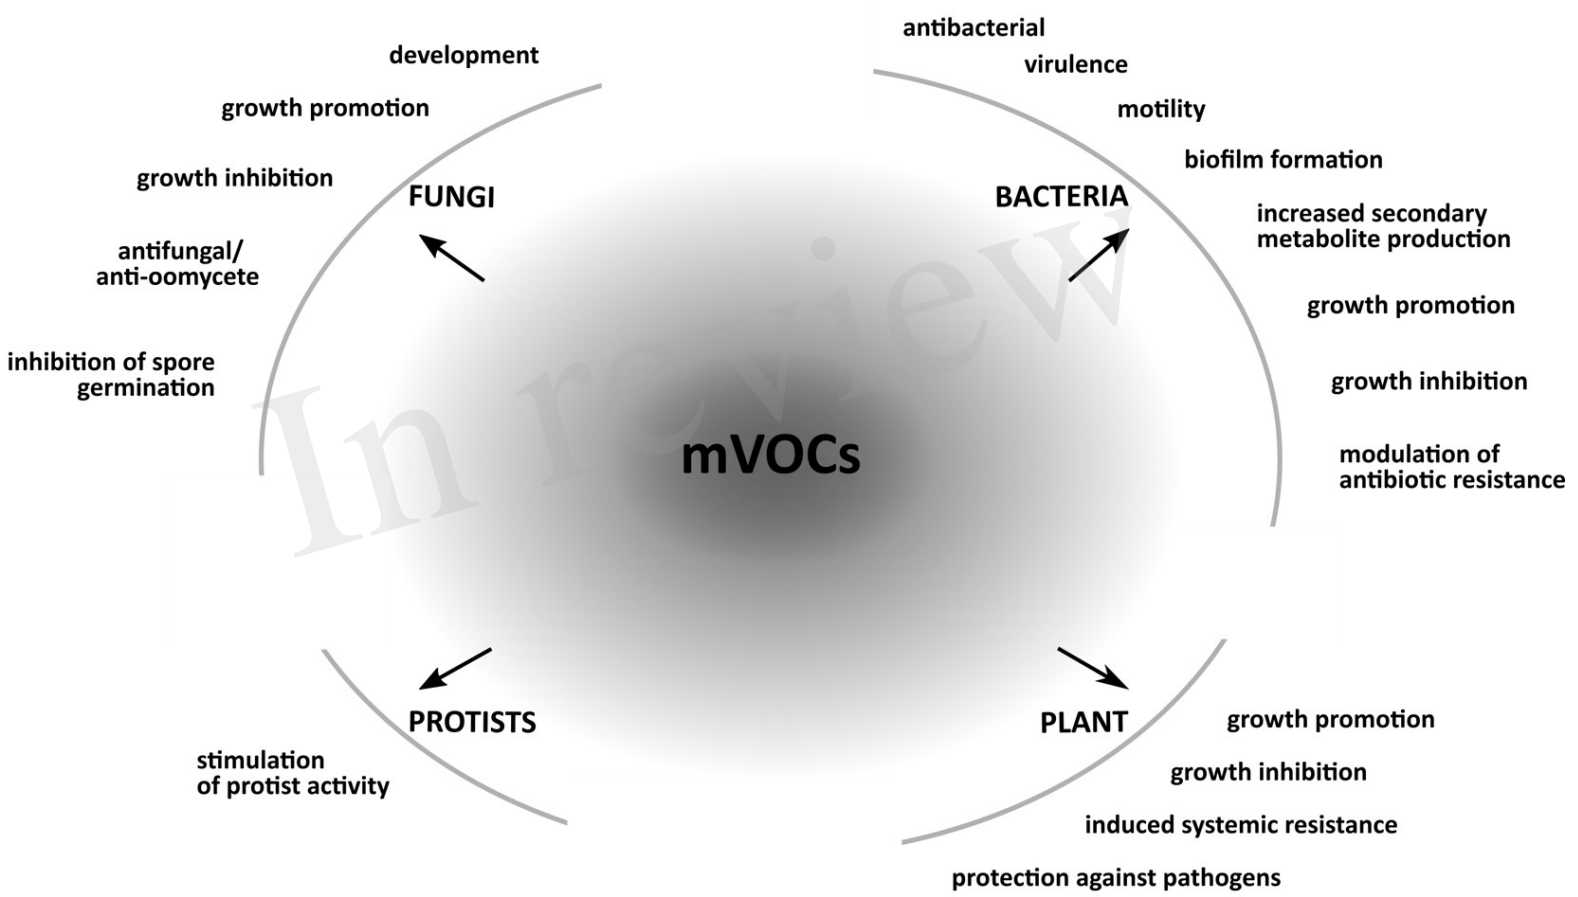 development
growth promotion
growth inhibition
FUNGI
antifungal/
anti-oomycete
inhibition of spore
germination
antibacterial
virulence
motility
biofilm formation
BACTERIA
increased secondary
metabolite production
growth promotion
growth inhibition
modulation of
antibiotic resistance
In review
mVOCs
PROTISTS
stimulation
of protist activity
PLANT
growth promotion
growth inhibition
induced systemic resistance
protection against pathogens